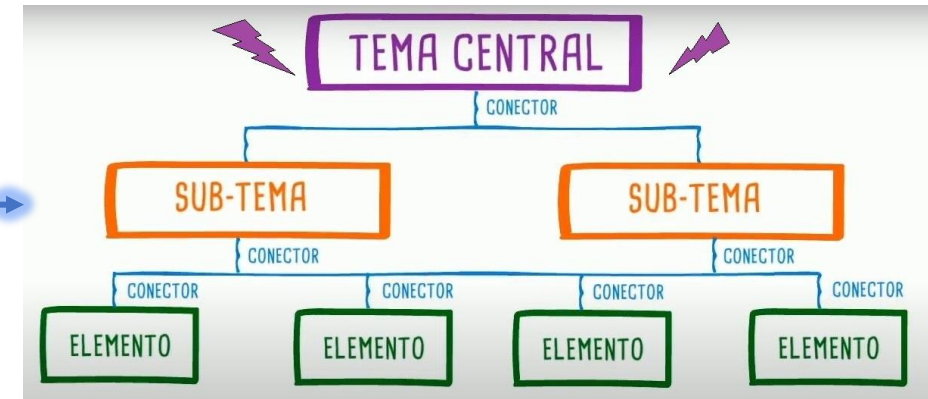 TEMA CENTRAL
CONECTOR
SUB-TEMA
SUB-TEMA
CONECTOR
CONECTOR
CONECTOR
CONECTOR
CONECTOR
CONECTOR
ELEMENTO
ELEMENTO
ELEMENTO
ELEMENTO